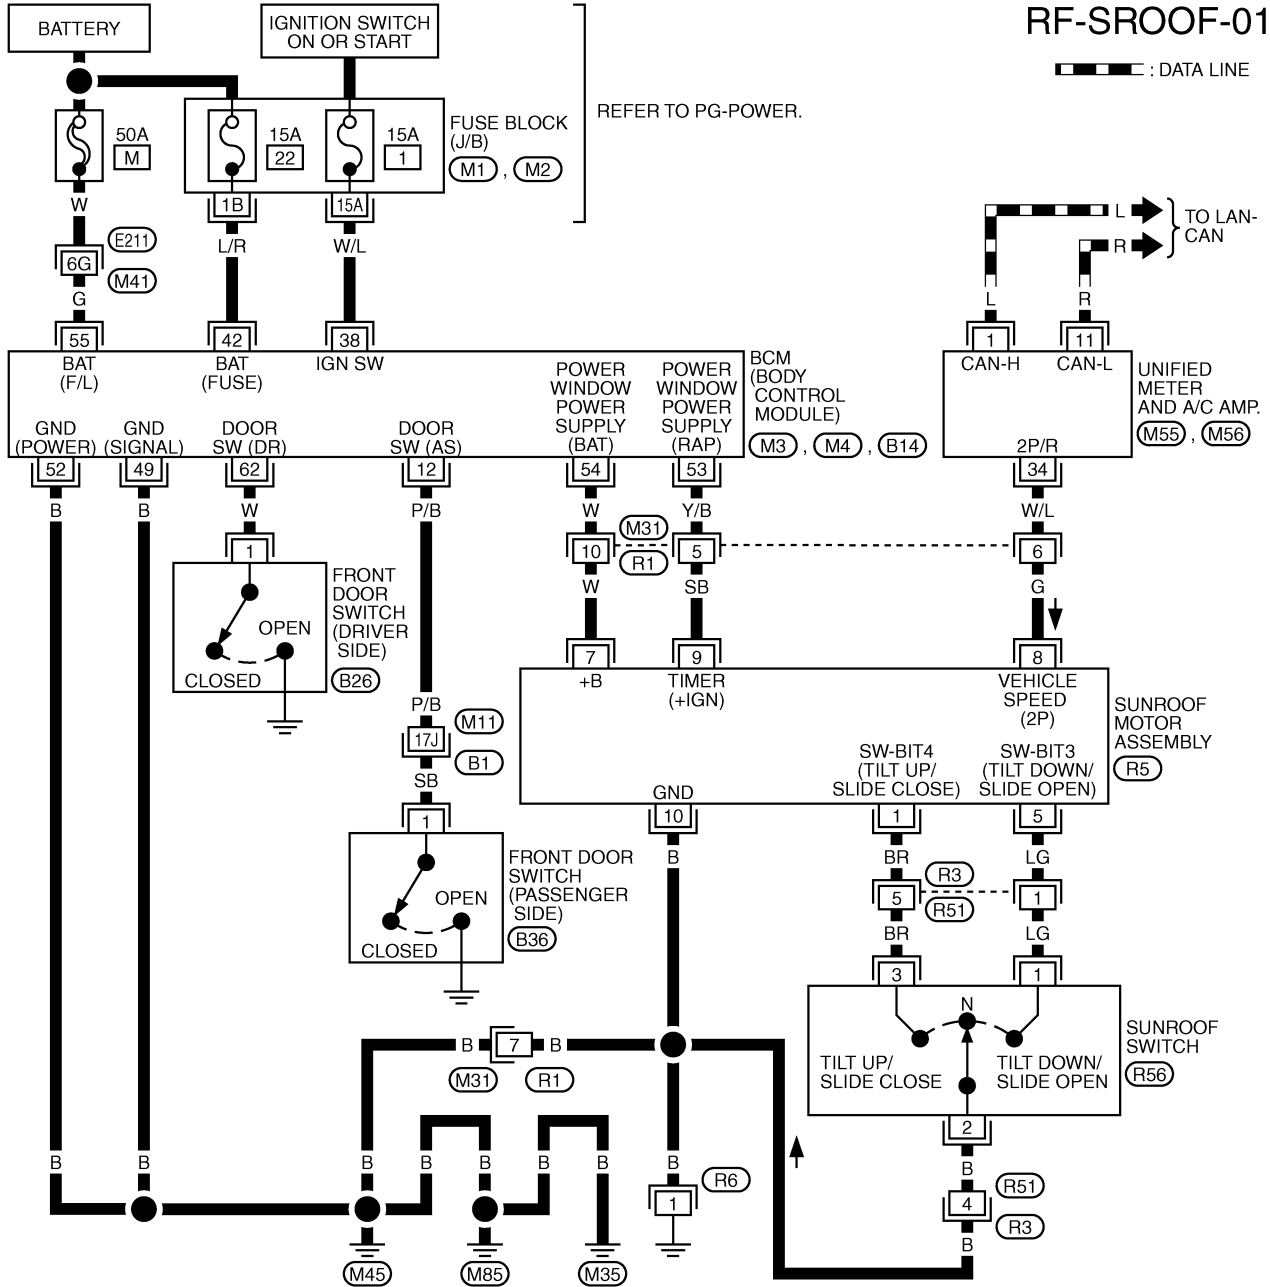 RF-SROOF-01
: DATA LINE
BATTERY
IGNITION SWITCH
ON OR START
REFER TO PG-POWER.
50A
M
15A
22
15A
1
FUSE BLOCK
(J/B)
M1 , M2
1B
15A
W
L/R
W/L
E211
6G
M41
G
L
TO LAN-
CAN
R
L
R
55
42
38
1
11
BAT
(F/L)
BAT
(FUSE)
IGN SW
POWER
WINDOW
POWER
SUPPLY
(BAT)
POWER
WINDOW
POWER
SUPPLY
(RAP)
BCM
(BODY
CONTROL
MODULE)
M3 , M4 , B14
CAN-H
CAN-L
2P/R
UNIFIED
METER
AND A/C AMP.
M55 , M56
GND
(POWER)
GND
(SIGNAL)
DOOR
SW (DR)
DOOR
SW (AS)
52
49
62
12
54
53
34
B
B
W
P/B
W
Y/B
W/L
M31
10
5
6
R1
W
SB
G
1
FRONT
DOOR
SWITCH
(DRIVER
SIDE)
B26
OPEN
CLOSED
7
9
8
+B
TIMER
(+IGN)
VEHICLE
SPEED
(2P)
SUNROOF
MOTOR
ASSEMBLY
R5
P/B
M11
17J
B1
SB
1
SW-BIT4
(TILT UP/
SLIDE CLOSE)
SW-BIT3
(TILT DOWN/
SLIDE OPEN)
GND
10
1
5
B
BR
LG
FRONT DOOR
SWITCH
(PASSENGER
SIDE)
B36
OPEN
CLOSED
R3
5
1
R51
BR
LG
3
1
N
TILT UP/
SLIDE CLOSE
TILT DOWN/
SLIDE OPEN
SUNROOF
SWITCH
R56
B
7
B
M31
R1
2
B
B
B
B
B
B
B
B
R6
1
B
R51
4
R3
B
M45
M85
M35